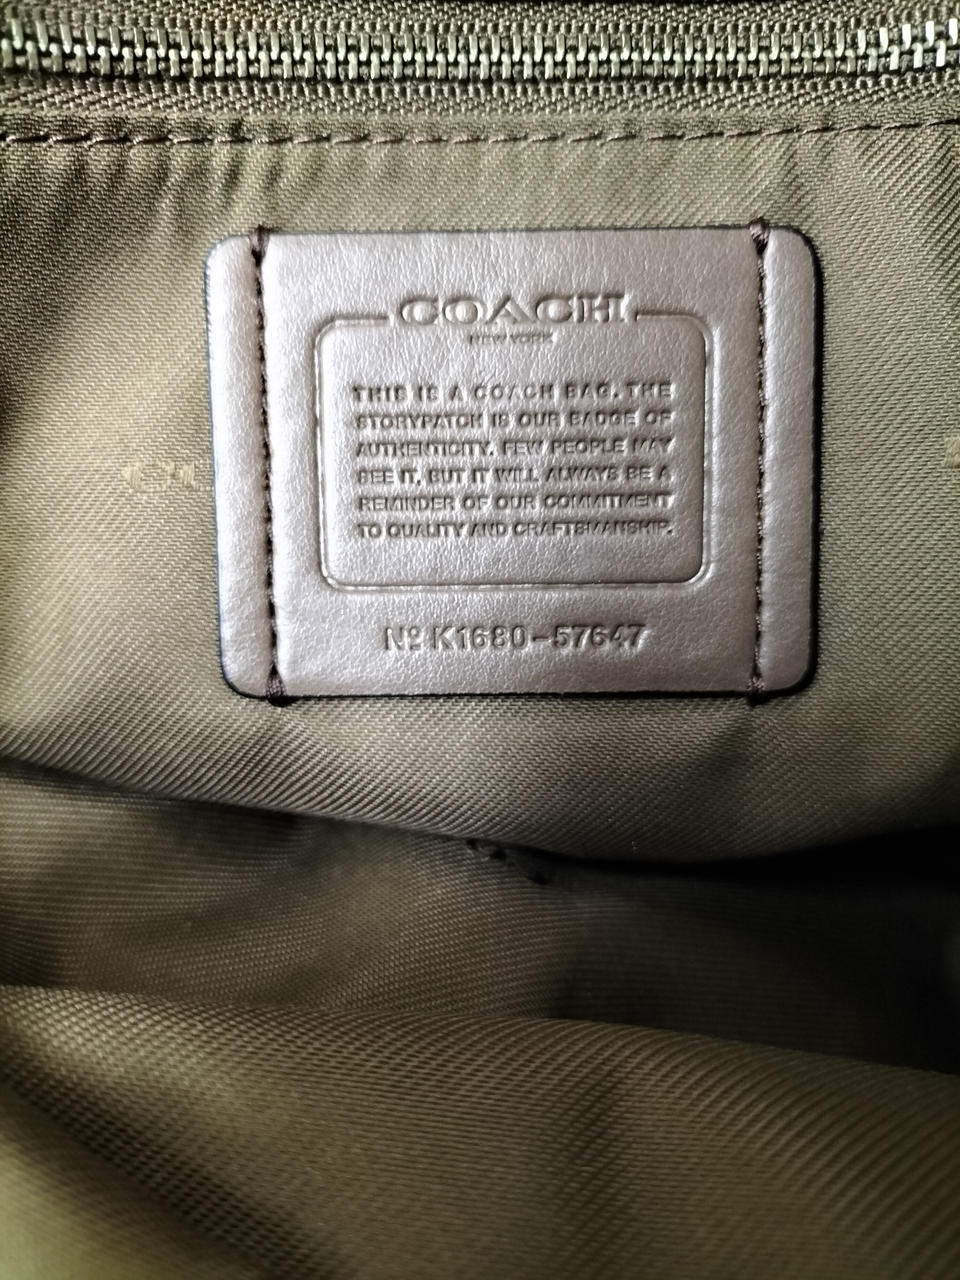 COACH
NEW YORK
THIS IS A COACH BAG. THE
STORYPATCH IS OUR BADGE OF
AUTHENTICITY. FEW PEOPLE MAY
SEE IT, BUT IT WILL ALWAYS BE A
REMINDER OF OUR COMMITMENT
TO QUALITY AND CRAFTSMANSHIP.
Nº K1680-57647